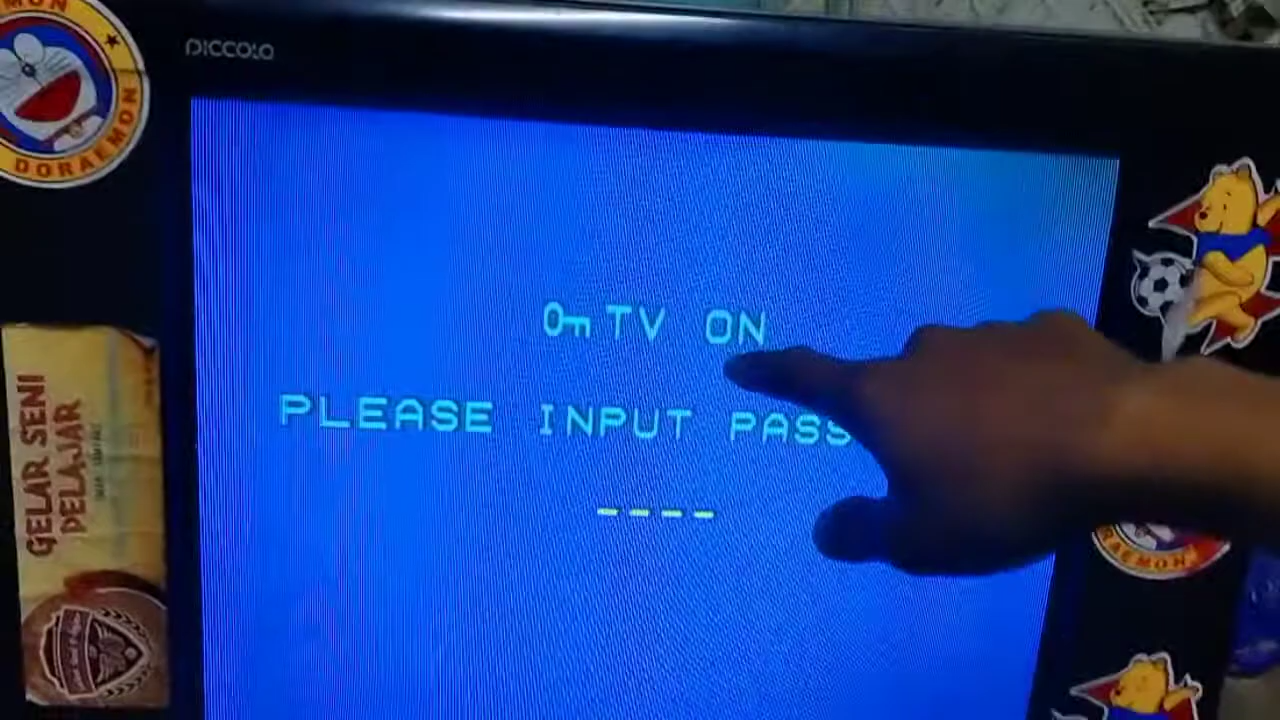 DORAEMON
PICCOLO
TV ON
PLEASE INPUT PASS
GELAR SENI
PELAJAR